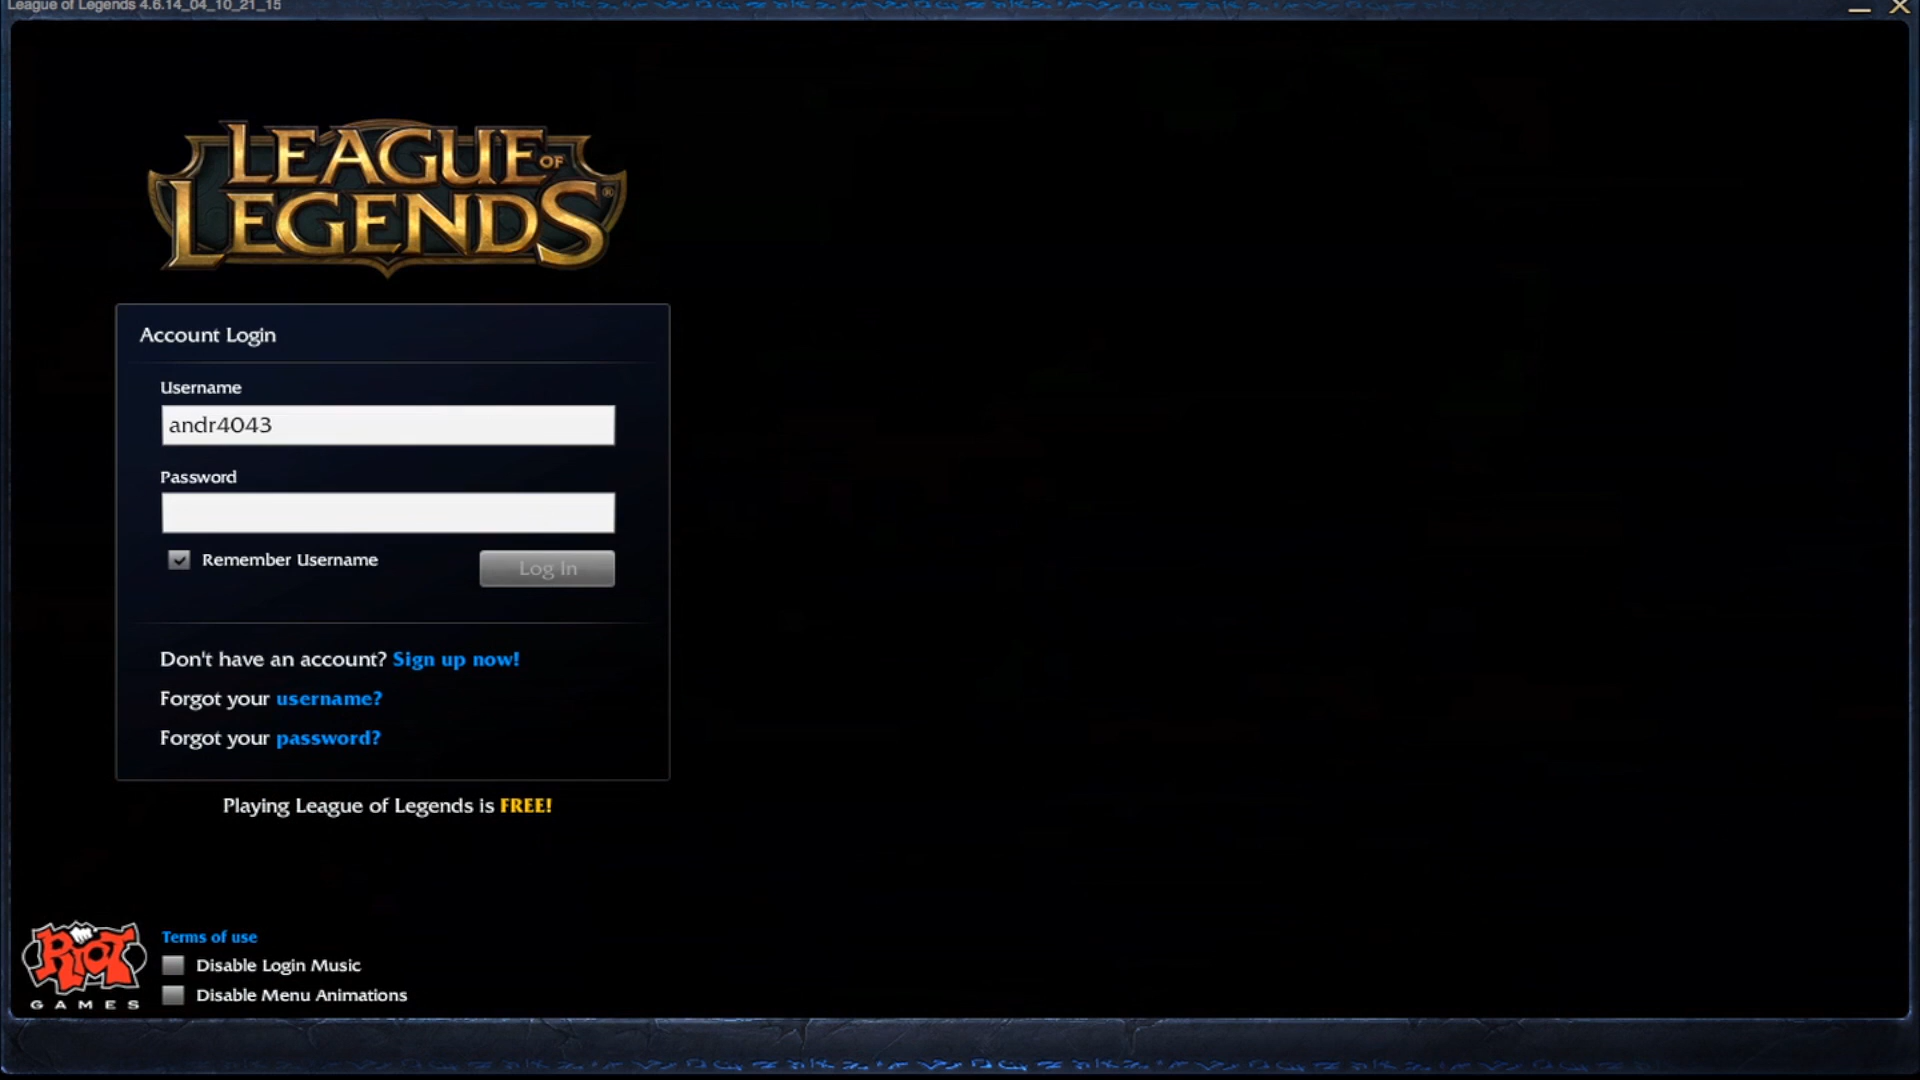 League of Legends 4.6.14_04_10_21_15
LEAGUE OF
LEGENDS®
Account Login
Username
andr4043
Password
Remember Username
Log In
Don't have an account? Sign up now!
Forgot your username?
Forgot your password?
Playing League of Legends is FREE!
RIOT
GAMES
Terms of use
Disable Login Music
Disable Menu Animations